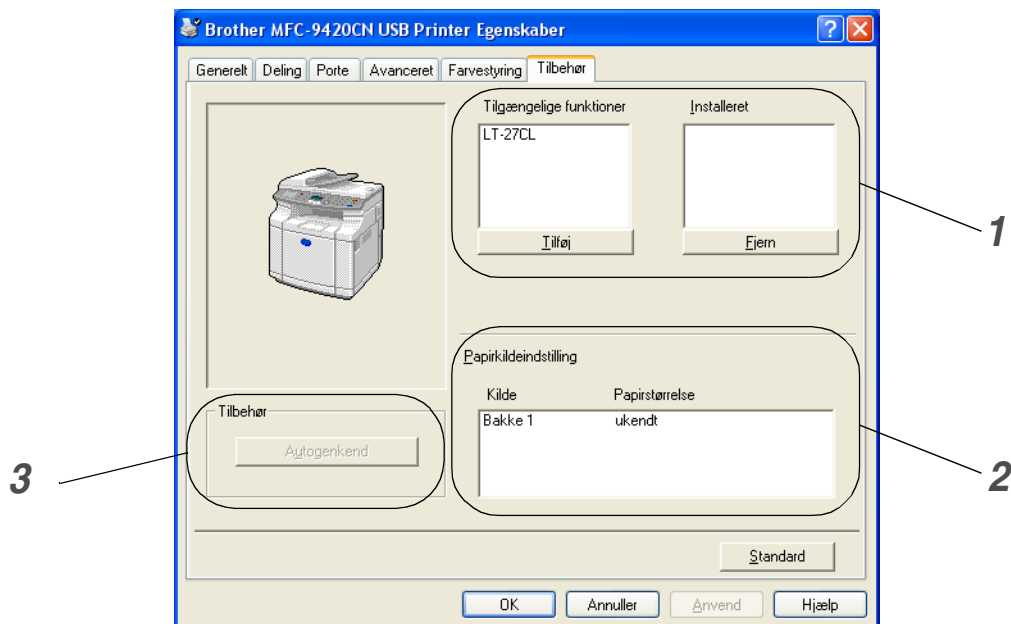 Brother MFC-9420CN USB Printer Egenskaber
Generelt Deling Porte Avanceret Farvestyring Tilbehør
Tilgængelige funktioner Installeret
LT-27CL
Tilføj Fjern
1
Papirkildeindstilling
Kilde Papirstørrelse
Bakke 1 ukendt
2
Tilbehør
Autogenkend
3
Standard
OK Annuller Anvend Hjælp